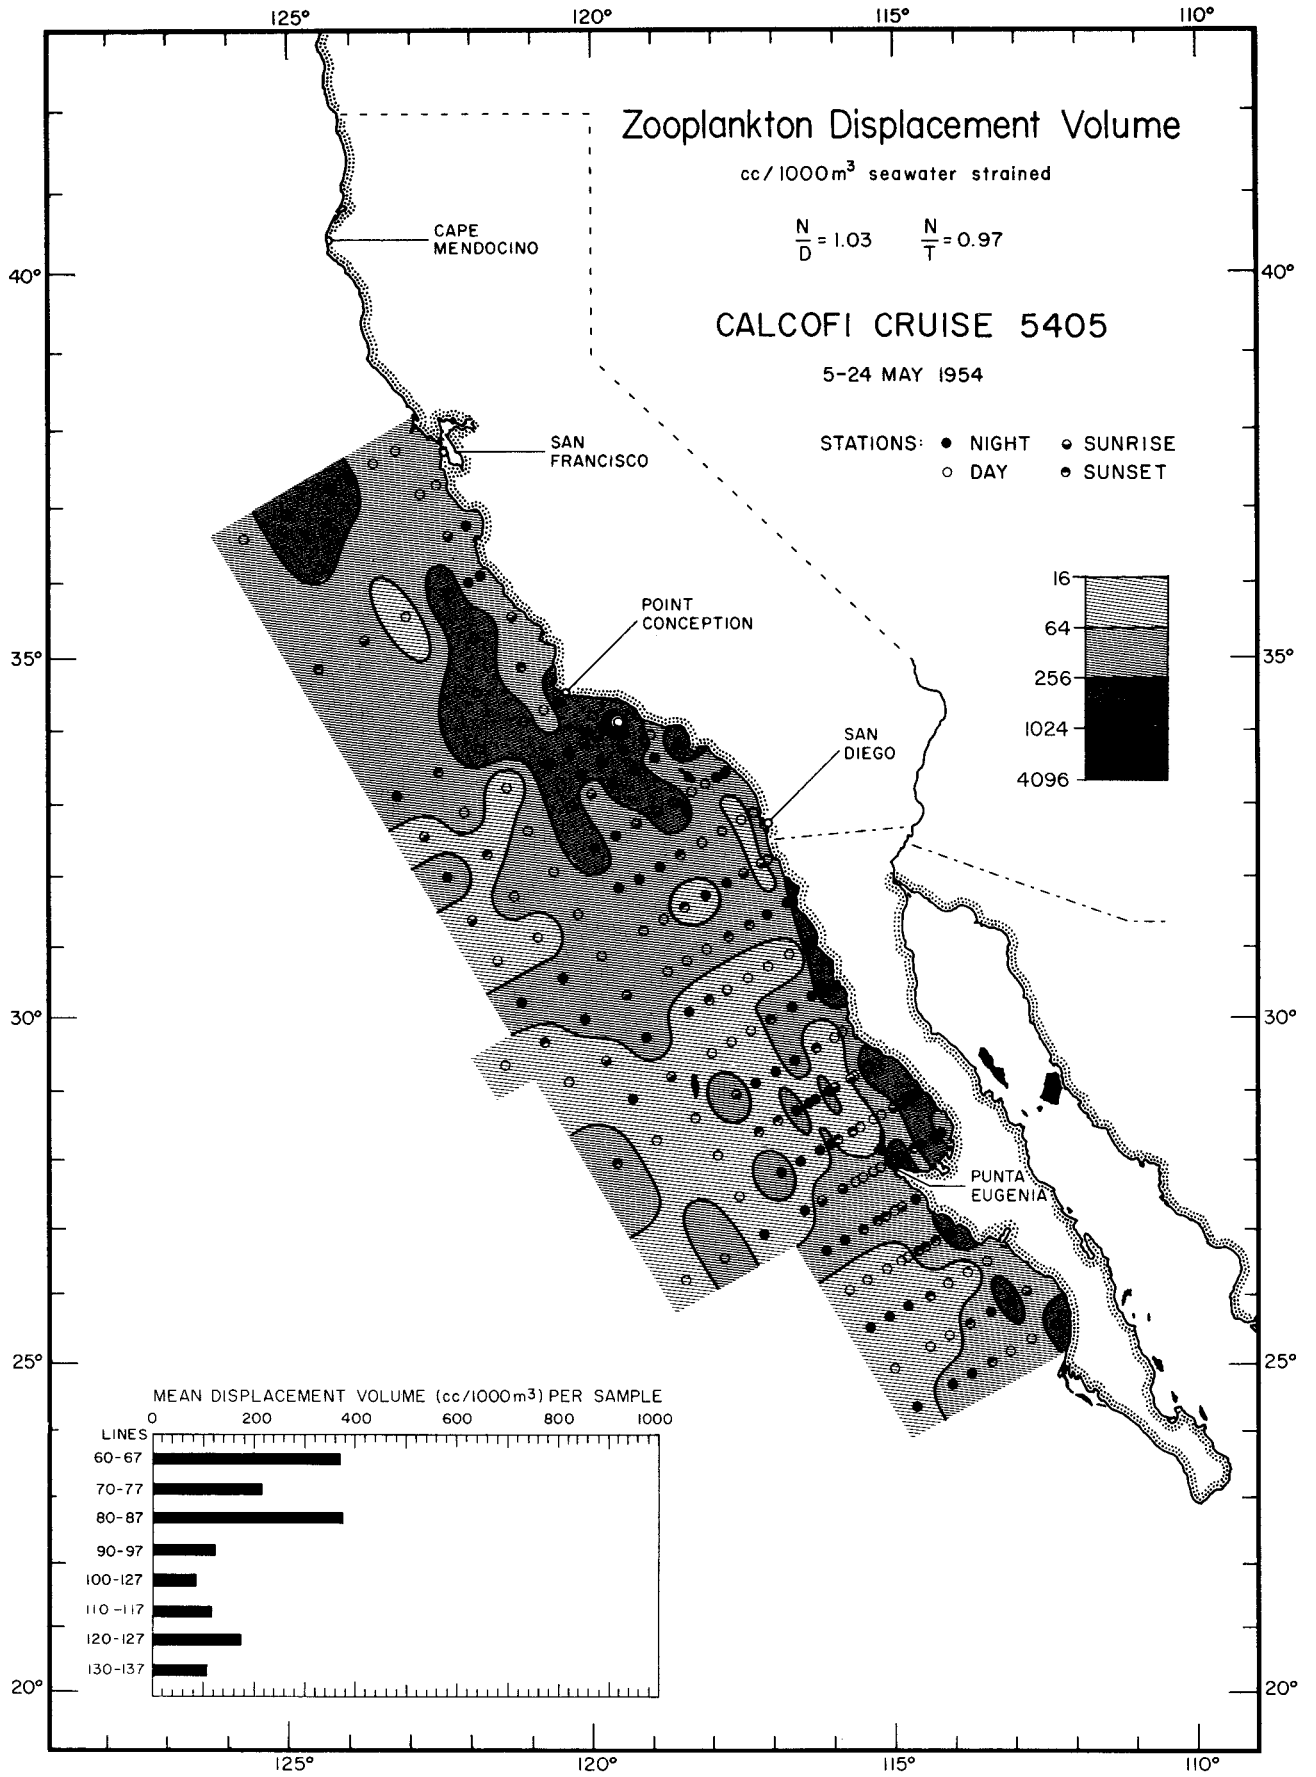 125° 120° 115° 110°
Zooplankton Displacement Volume
cc/1000m³ seawater strained
N/D = 1.03 N/T = 0.97
CAPE
MENDOCINO
40° 40°
CALCOFI CRUISE 5405
5-24 MAY 1954
STATIONS: NIGHT SUNRISE
DAY SUNSET
SAN
FRANCISCO
16
64
256
1024
4096
POINT
CONCEPTION
35° 35°
SAN
DIEGO
30° 30°
PUNTA
EUGENIA
25° 25°
MEAN DISPLACEMENT VOLUME (cc/1000m³) PER SAMPLE
0 200 400 600 800 1000
LINES
60-67
70-77
80-87
90-97
100-127
110-117
120-127
130-137
20° 20°
125° 120° 115° 110°